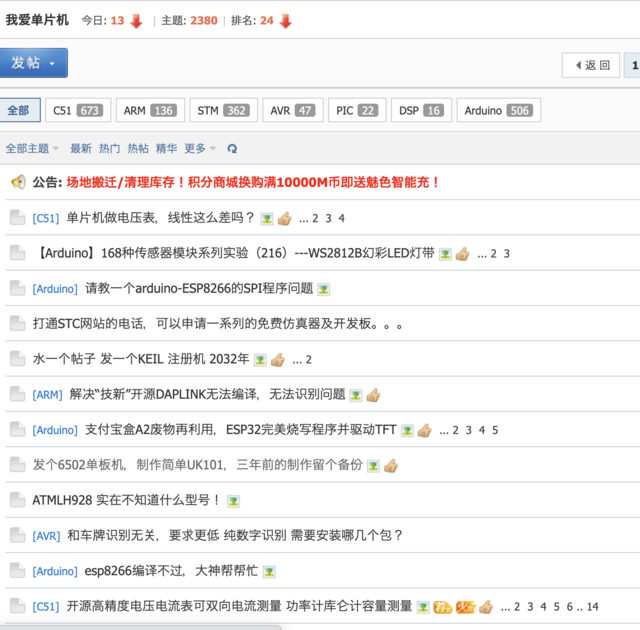 我爱单片机 今日: 13 | 主题: 2380 | 排名: 24
发帖 返回 1
全部 C51 673 ARM 136 STM 362 AVR 47 PIC 22 DSP 16 Arduino 506
全部主题 最新 热门 热帖 精华 更多
公告: 场地搬迁/清理库存！积分商城换购满10000M币即送魅色智能充！
[C51] 单片机做电压表，线性这么差吗？ ...2 3 4
【Arduino】168种传感器模块系列实验（216）---WS2812B幻彩LED灯带 ...2 3
[Arduino] 请教一个arduino-ESP8266的SPI程序问题
打通STC网站的电话，可以申请一系列的免费仿真器及开发板。。。
水一个帖子 发一个KEIL 注册机 2032年 ...2
[ARM] 解决“技新”开源DAPLINK无法编译，无法识别问题
[Arduino] 支付宝盒A2废物再利用，ESP32完美烧写程序并驱动TFT ...2 3 4 5
发个6502单板机，制作简单UK101，三年前的制作留个备份
ATMLH928 实在不知道什么型号！
[AVR] 和车牌识别无关，要求更低 纯数字识别 需要安装哪几个包？
[Arduino] esp8266编译不过，大神帮帮忙
[C51] 开源高精度电压电流表可双向电流测量 功率计库仑计容量测量 ...2 3 4 5 6..14